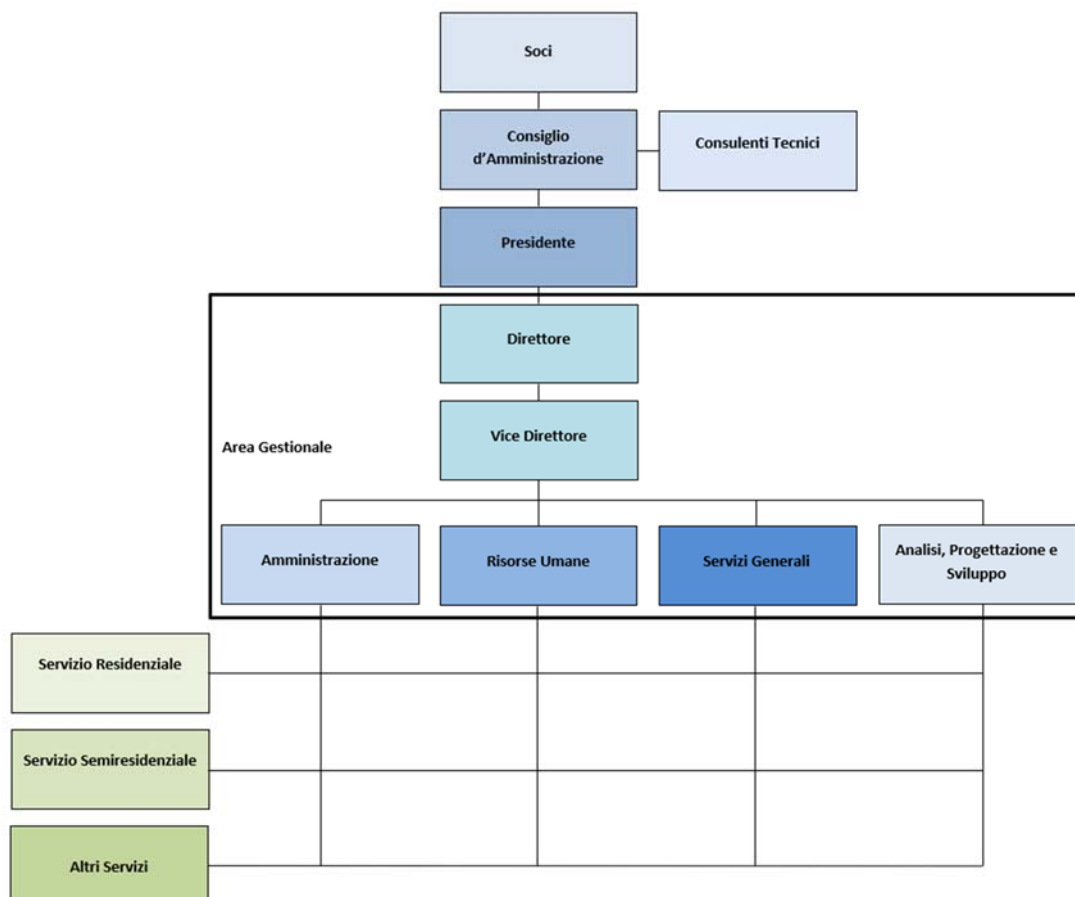 Soci
Consiglio
d'Amministrazione
Consulenti Tecnici
Presidente
Direttore
Vice Direttore
Area Gestionale
Amministrazione
Risorse Umane
Servizi Generali
Analisi, Progettazione e
Sviluppo
Servizio Residenziale
Servizio Semiresidenziale
Altri Servizi